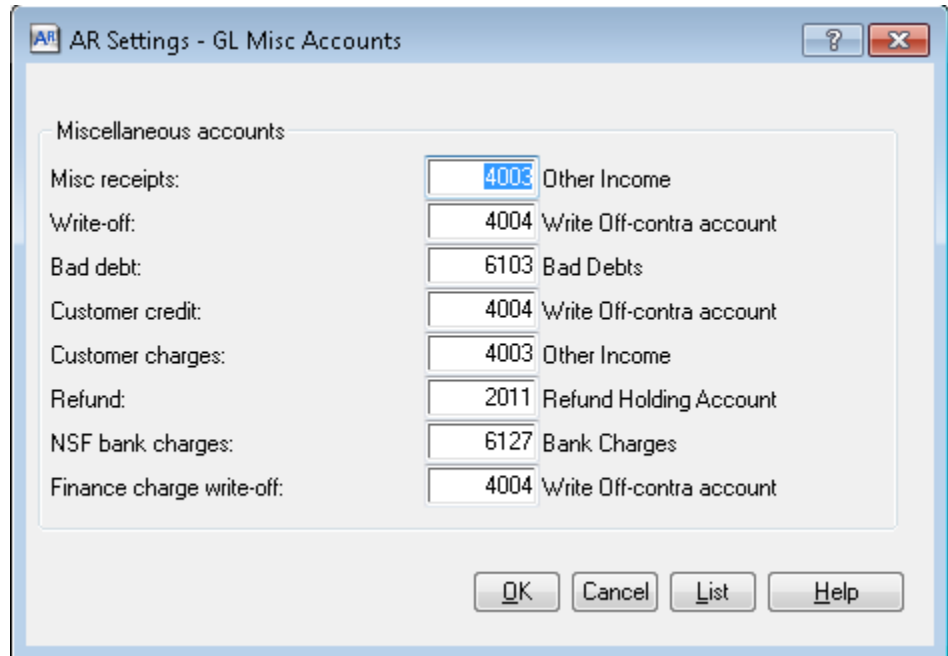 AR AR Settings - GL Misc Accounts ?
Miscellaneous accounts
Misc receipts: 4003 Other Income
Write-off: 4004 Write Off-contra account
Bad debt: 6103 Bad Debts
Customer credit: 4004 Write Off-contra account
Customer charges: 4003 Other Income
Refund: 2011 Refund Holding Account
NSF bank charges: 6127 Bank Charges
Finance charge write-off: 4004 Write Off-contra account
OK Cancel List Help